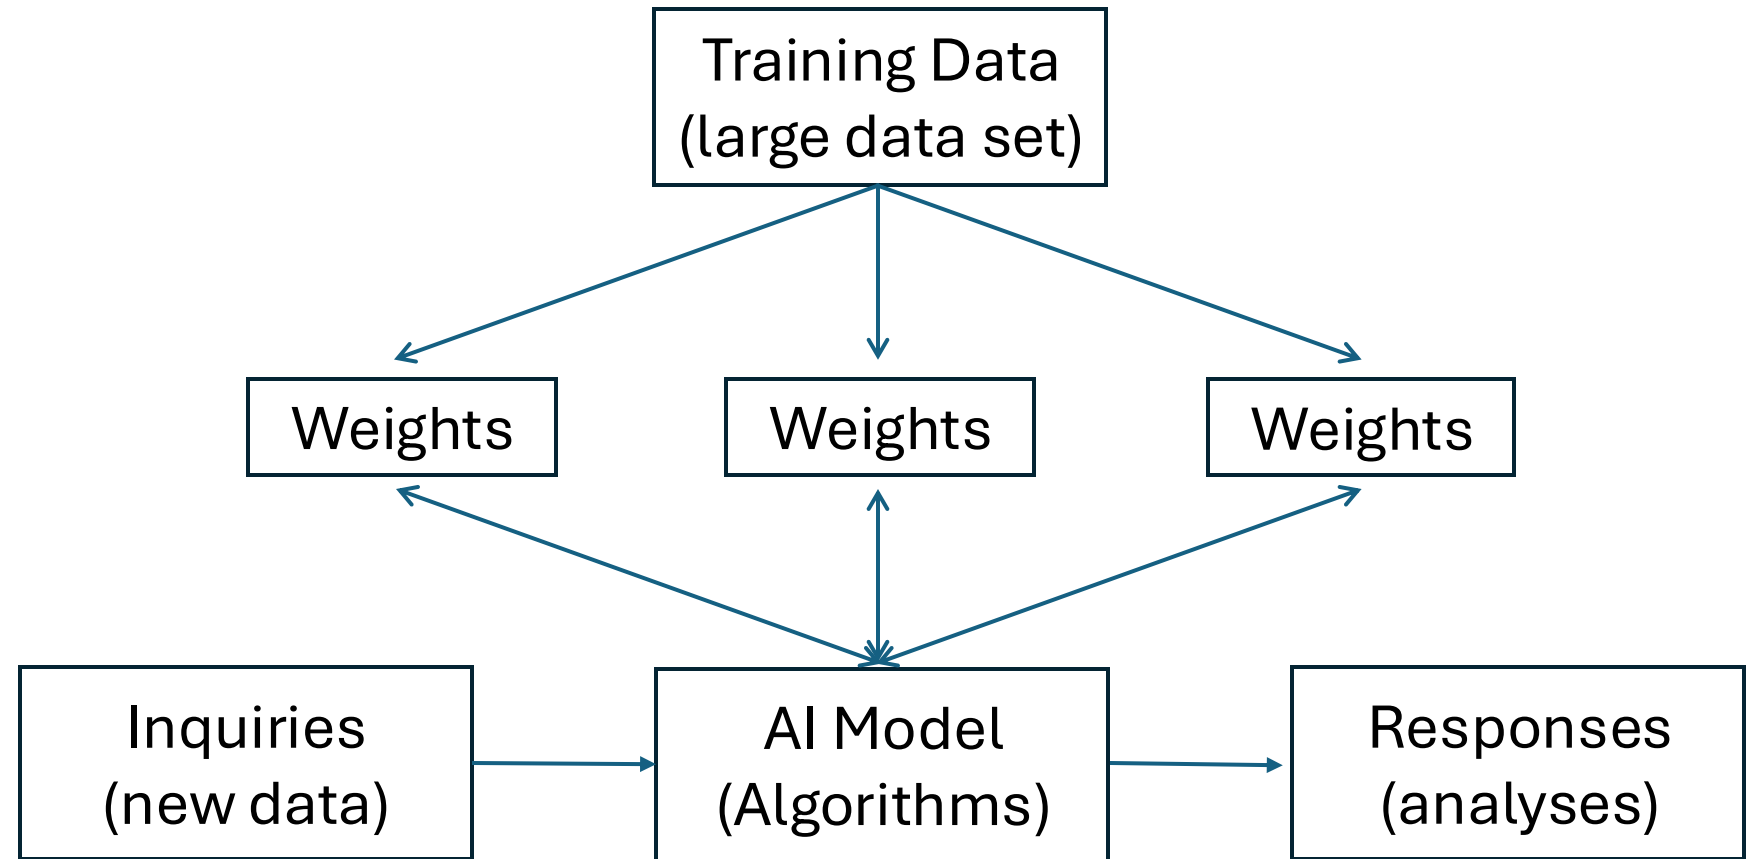 Training Data
(large data set)
Weights
Weights
Weights
Inquiries
(new data)
AI Model
(Algorithms)
Responses
(analyses)